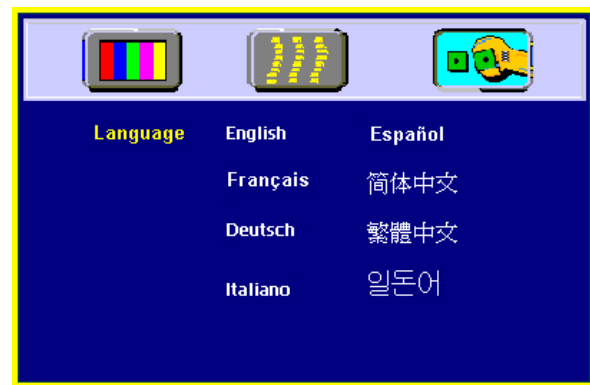 Language English Español
Français 简体中文
Deutsch 繁體中文
Italiano 일돈어